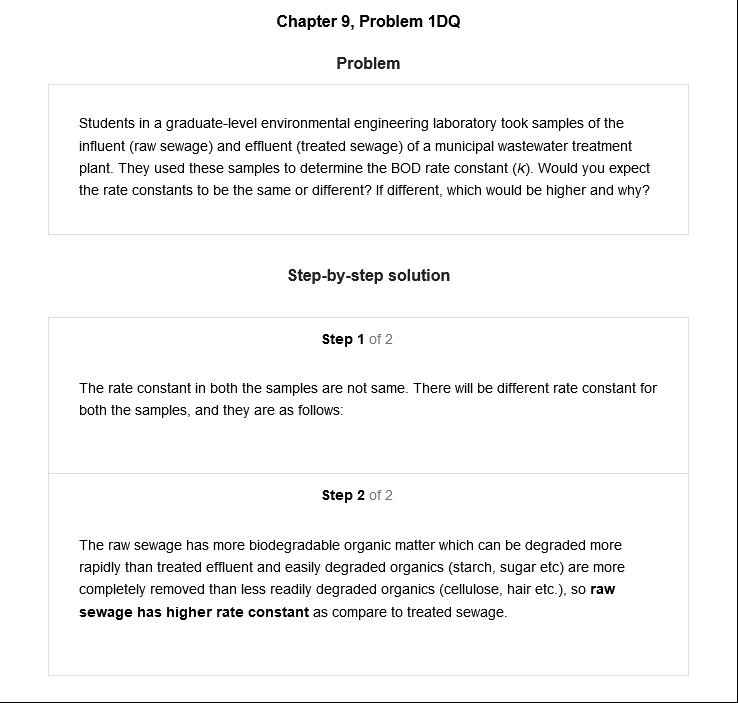 Chapter 9, Problem 1DQ
Problem
Students in a graduate-level environmental engineering laboratory took samples of the
influent (raw sewage) and effluent (treated sewage) of a municipal wastewater treatment
plant. They used these samples to determine the BOD rate constant (k). Would you expect
the rate constants to be the same or different? If different, which would be higher and why?
Step-by-step solution
Step 1 of 2
The rate constant in both the samples are not same. There will be different rate constant for
both the samples, and they are as follows:
Step 2 of 2
The raw sewage has more biodegradable organic matter which can be degraded more
rapidly than treated effluent and easily degraded organics (starch, sugar etc) are more
completely removed than less readily degraded organics (cellulose, hair etc.), so raw
sewage has higher rate constant as compare to treated sewage.